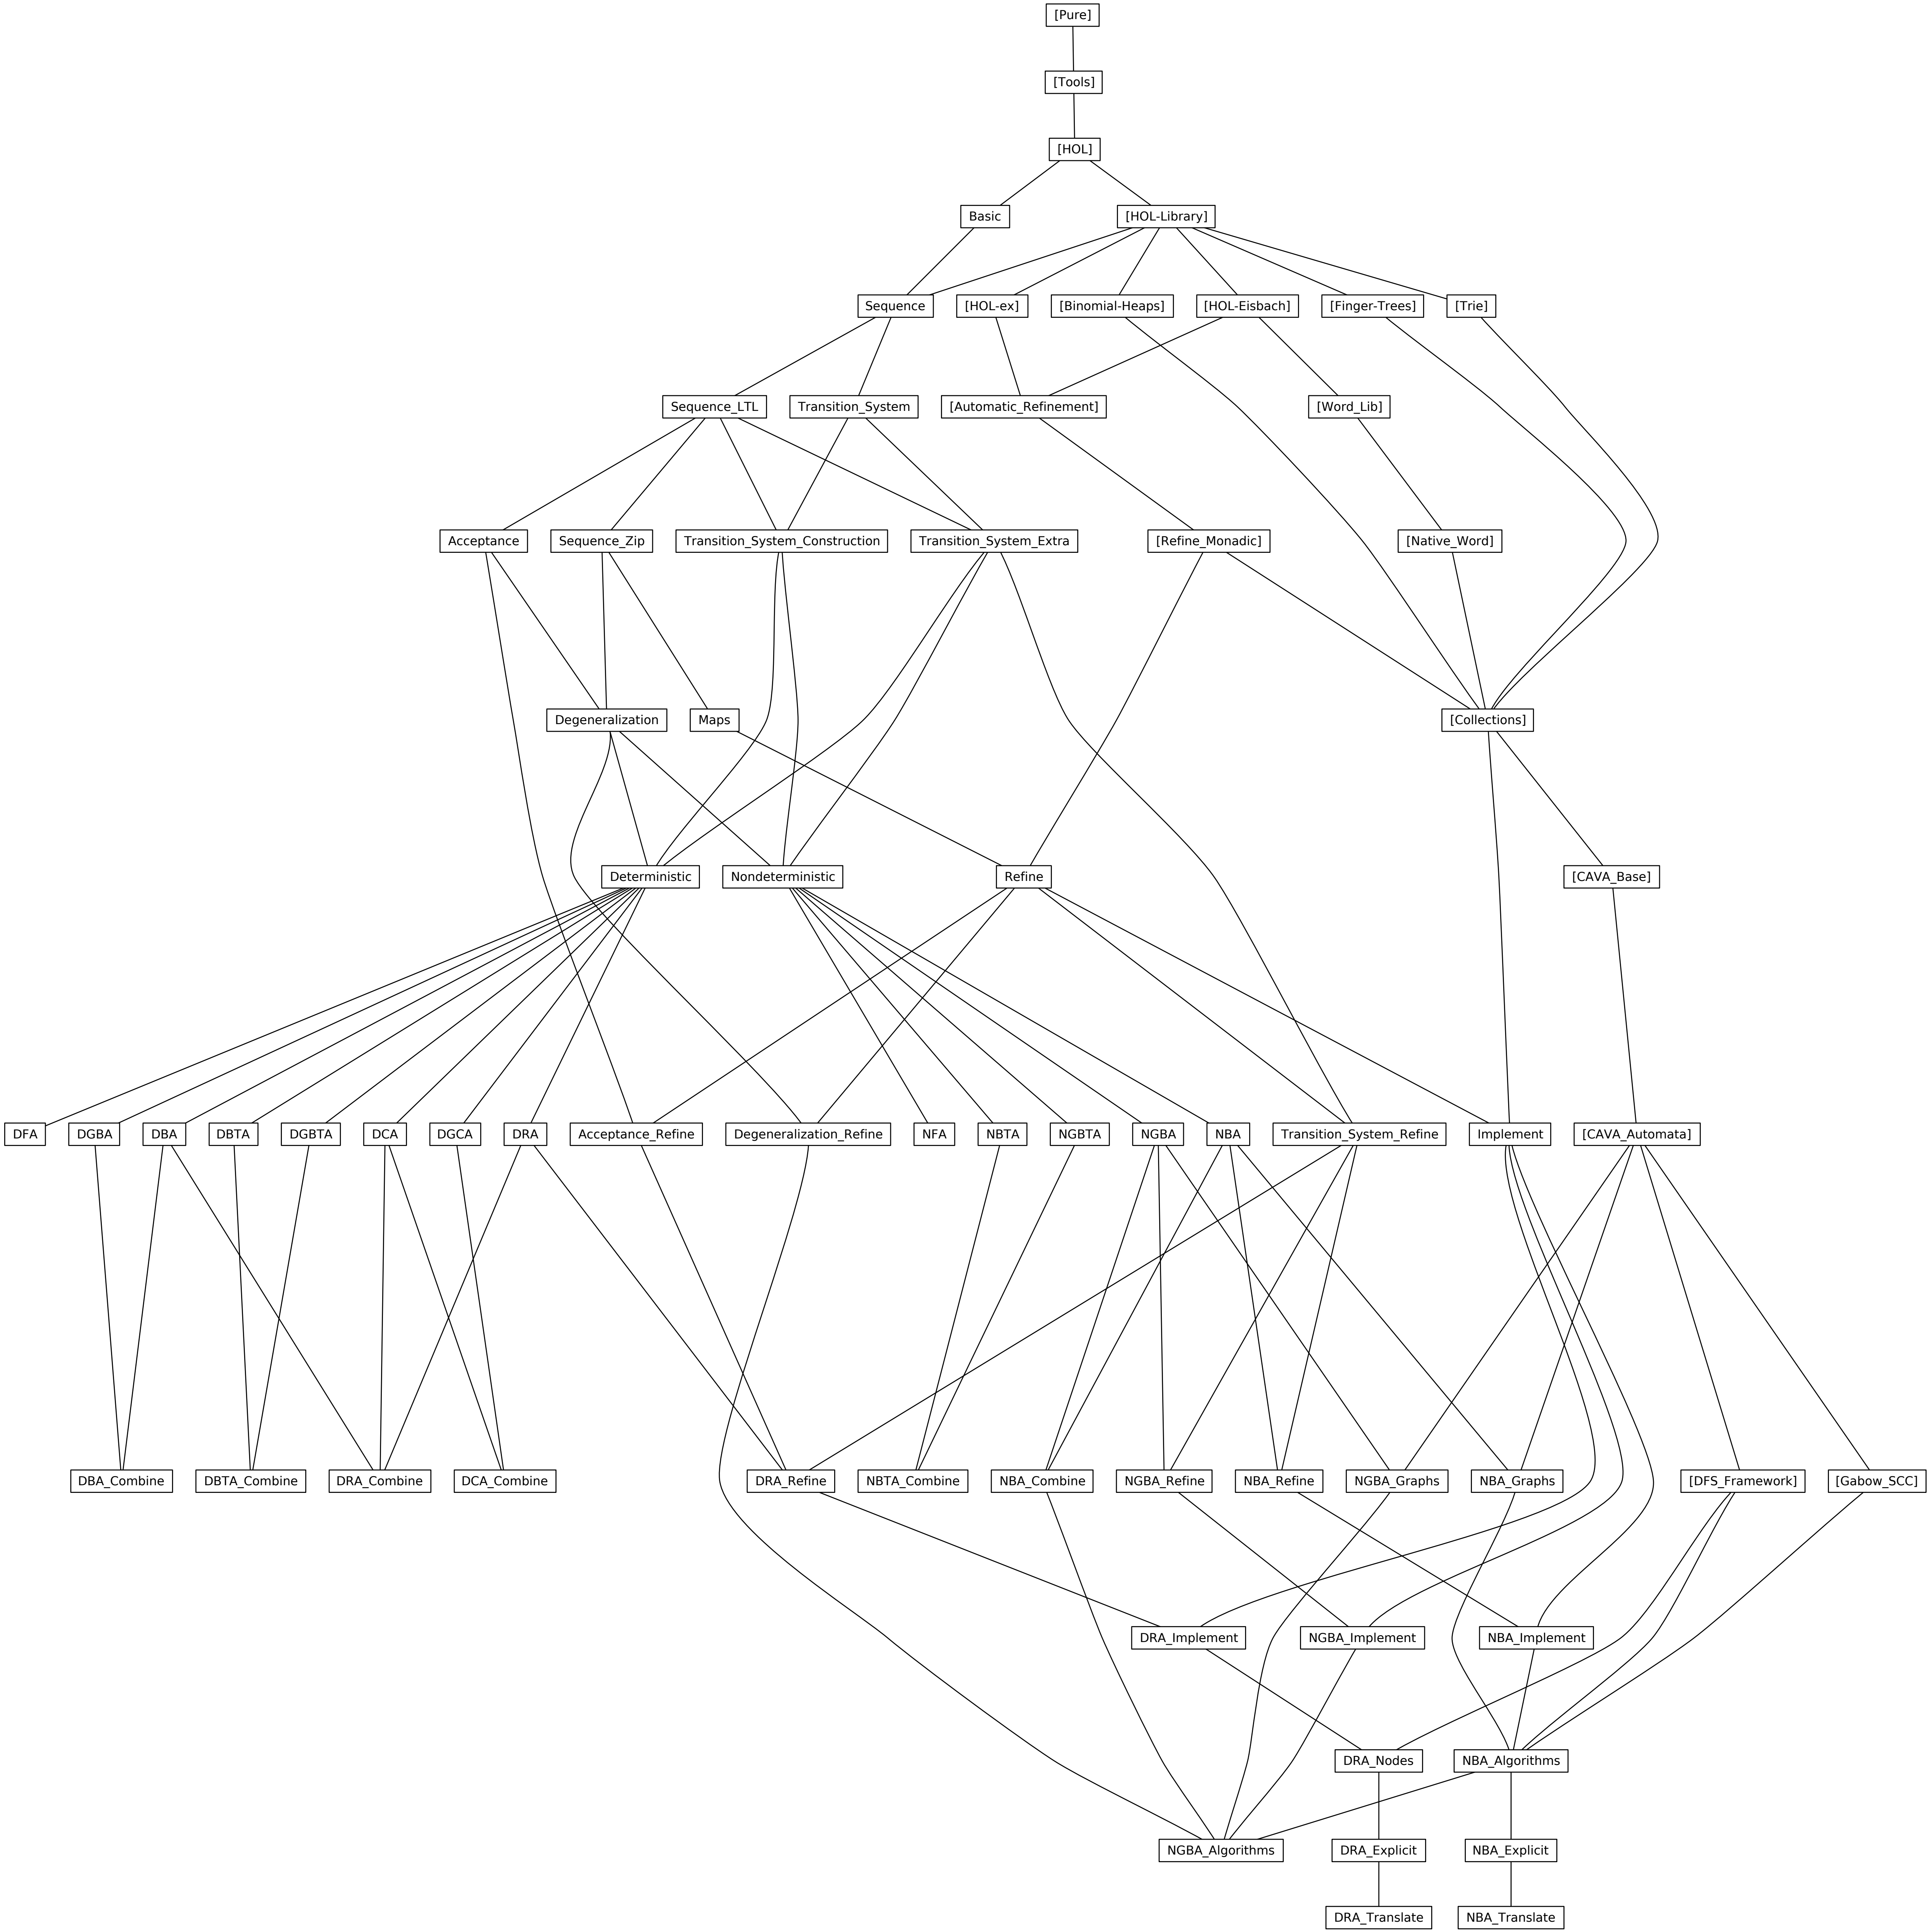 [Pure]
[Tools]
[HOL]
Basic
[HOL-Library]
Sequence
[HOL-ex]
[Binomial-Heaps]
[HOL-Eisbach]
[Finger-Trees]
[Trie]
Sequence_LTL
Transition_System
[Automatic_Refinement]
[Word_Lib]
Acceptance
Sequence_Zip
Transition_System_Construction
Transition_System_Extra
[Refine_Monadic]
[Native_Word]
Degeneralization
Maps
[Collections]
Deterministic
Nondeterministic
Refine
[CAVA_Base]
DFA
DGBA
DBA
DBTA
DGBTA
DCA
DGCA
DRA
Acceptance_Refine
Degeneralization_Refine
NFA
NBTA
NGBTA
NGBA
NBA
Transition_System_Refine
Implement
[CAVA_Automata]
DBA_Combine
DBTA_Combine
DRA_Combine
DCA_Combine
DRA_Refine
NBTA_Combine
NBA_Combine
NGBA_Refine
NBA_Refine
NGBA_Graphs
NBA_Graphs
[DFS_Framework]
[Gabow_SCC]
DRA_Implement
NGBA_Implement
NBA_Implement
DRA_Nodes
NBA_Algorithms
NGBA_Algorithms
DRA_Explicit
NBA_Explicit
DRA_Translate
NBA_Translate